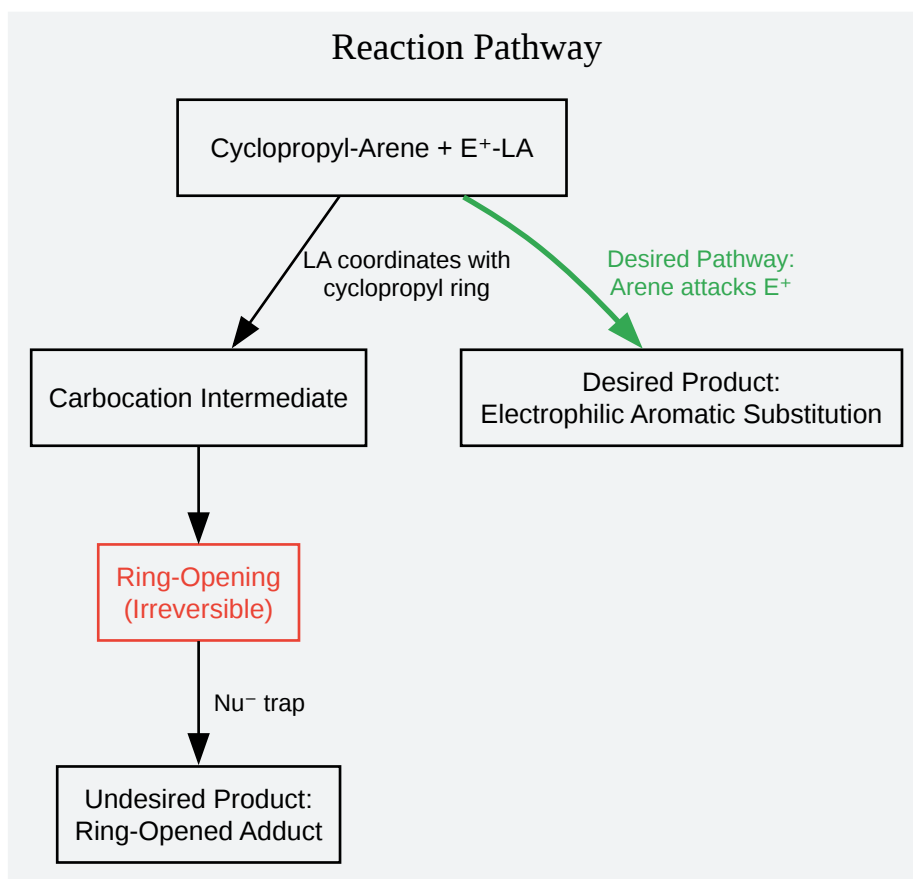 Reaction Pathway
Cyclopropyl-Arene + E⁺-LA
LA coordinates with
cyclopropyl ring
Desired Pathway:
Arene attacks E⁺
Carbocation Intermediate
Desired Product:
Electrophilic Aromatic Substitution
Ring-Opening
(Irreversible)
Nu⁻ trap
Undesired Product:
Ring-Opened Adduct